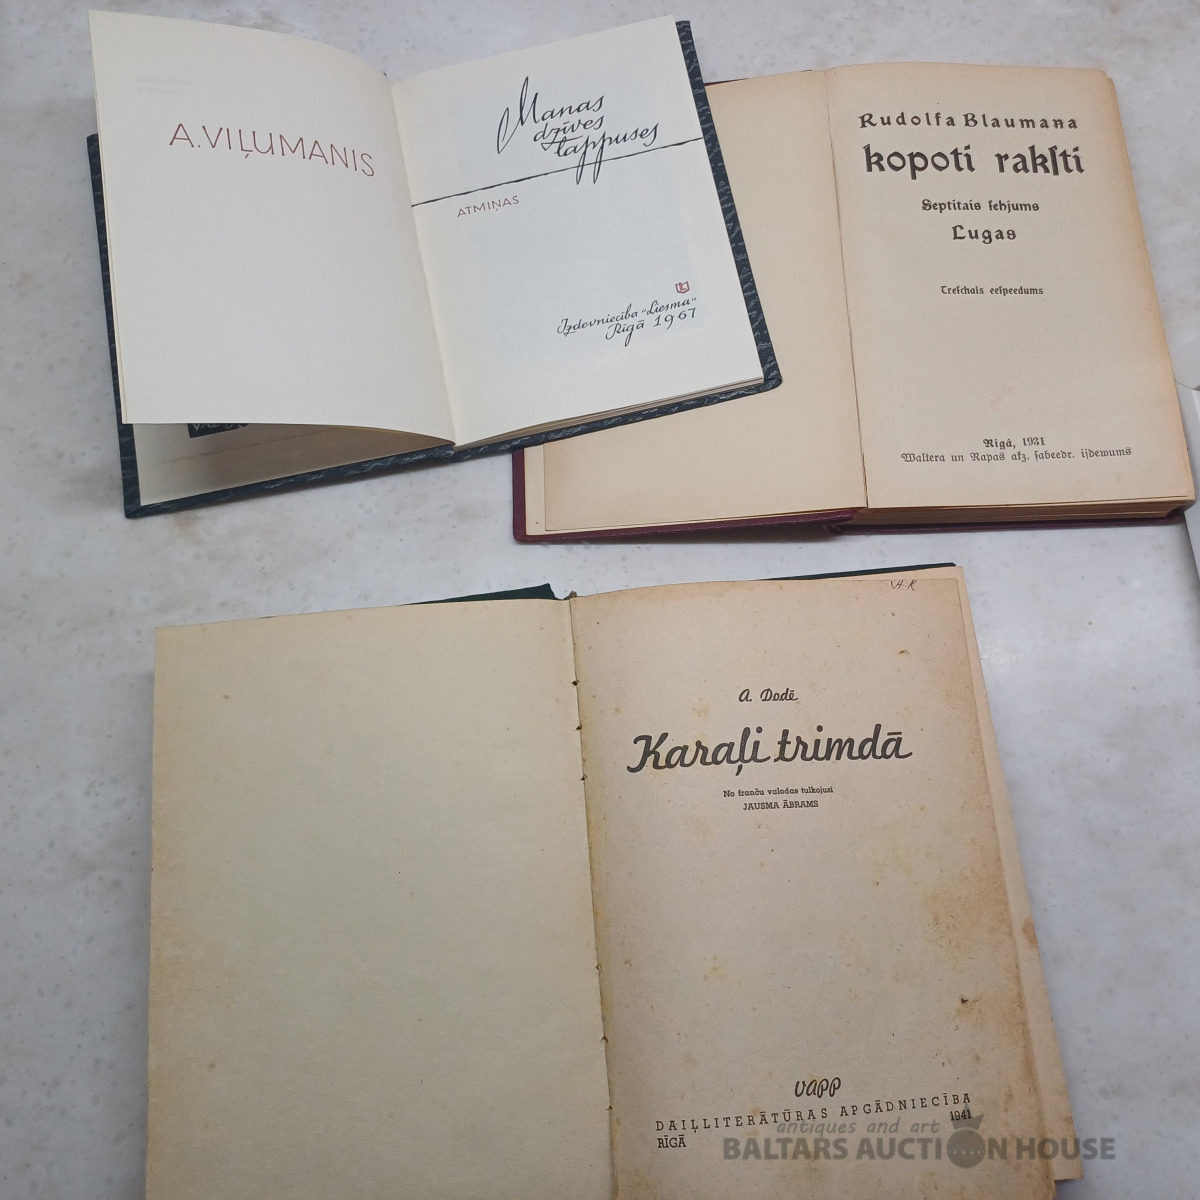 A. VIĻUMANIS
Manas
dzīves
lappuses
ATMIŅAS
Izdevniecība "Liesma"
Rīgā 1967
Rudolfa Blaumana
kopoti rakſti
Septitais ſehjums
Lugas
Treſchais eeſpeedums
Rigâ, 1931
Waltera un Rapas akz. ſabeedr. iſdewums
H.K
A. Dodē
Karaļi trimdā
No franču valodas tulkojusi
JAUSMA ĀBRAMS
VAPP
DAIĻLITERĀTŪRAS APGĀDNIECĪBA
RĪGĀ 1941
antiques and art
BALTARS AUCTION HOUSE